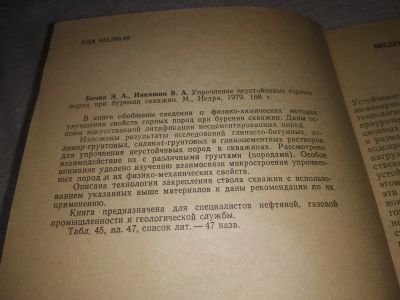 УДК 622.245.66
Бочко Э. А., Никишин В. А. Упрочнение неустойчивых горных
пород при бурении скважин. М., Недра, 1979. 168 с.
В книге обобщены сведения о физико-химических методах
улучшения свойств горных пород при бурении скважин. Даны ос-
новы искусственной литификации несцементированных пород.
Изложены результаты исследований глинисто-битумных, по-
лимер-грунтовых, силикат-грунтовых и глиноцементных растворов
для упрочнения неустойчивых пород в скважинах. Рассмотрено
взаимодействие их с различными грунтами (породами). Особое
внимание уделено изучению взаимосвязи микростроения упрочнен-
ных пород и их физико-механических свойств.
Описана технология закрепления ствола скважин с использо-
ванием указанных выше материалов и даны рекомендации по их
применению.
Книга предназначена для специалистов нефтяной, газовой
промышленности и геологической службы.
Табл. 45, ил. 47, список лит.— 47 назв.